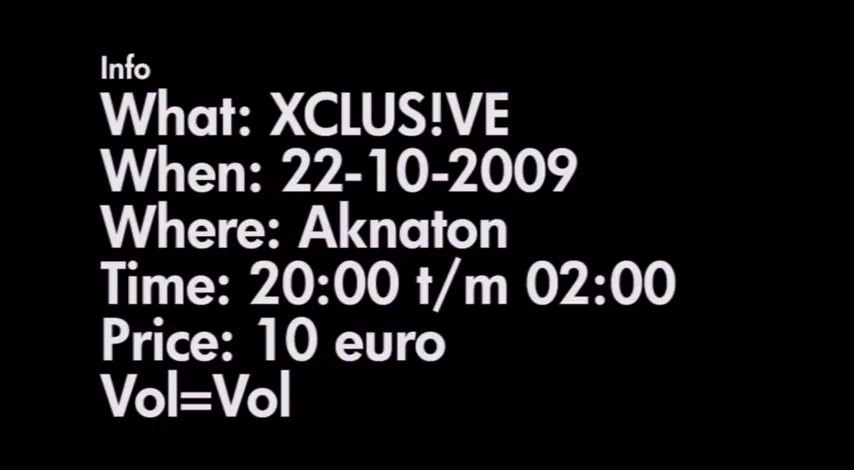 Info
What: XCLUS!VE
When: 22-10-2009
Where: Aknaton
Time: 20:00 t/m 02:00
Price: 10 euro
Vol=Vol